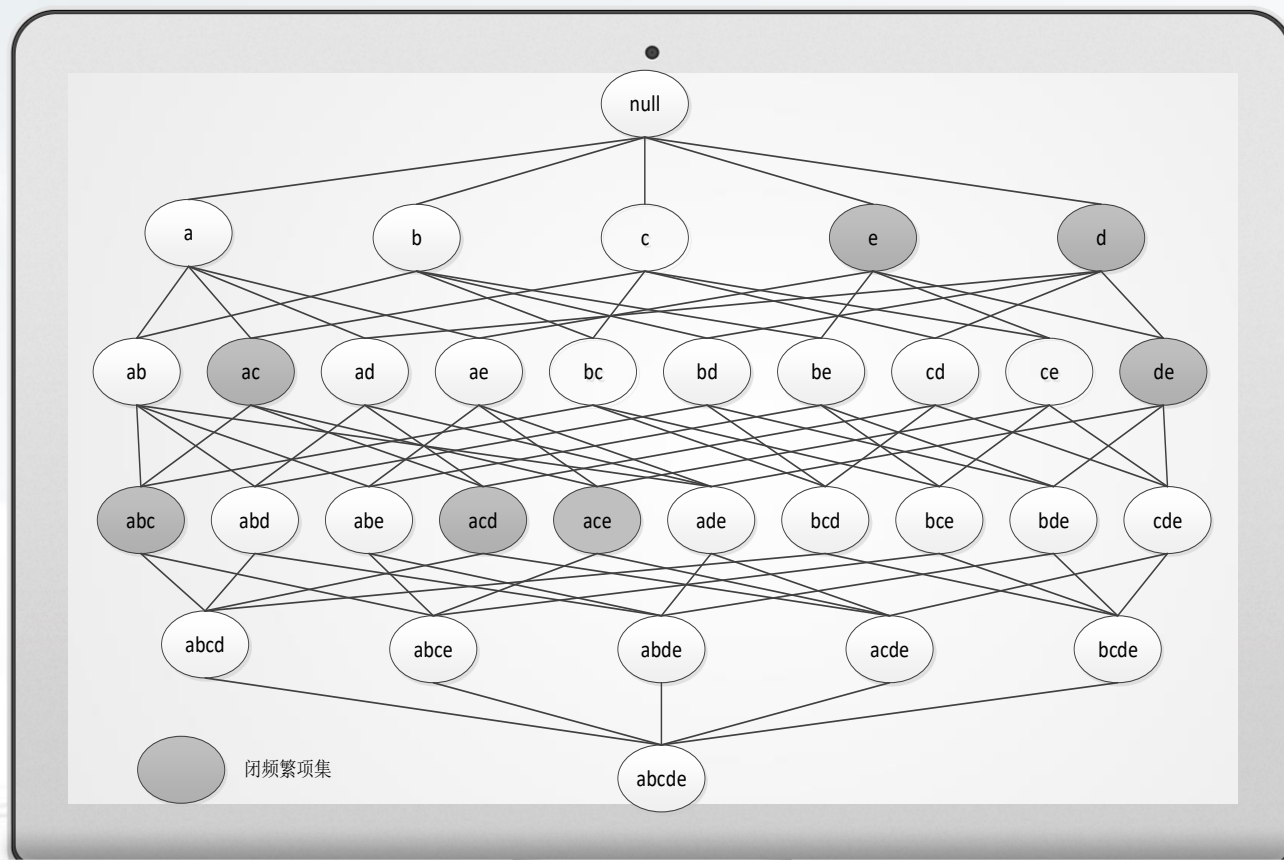 null
a b c e d
ab ac ad ae bc bd be cd ce de
abc abd abe acd ace ade bcd bce bde cde
abcd abce abde acde bcde
闭频繁项集
abcde